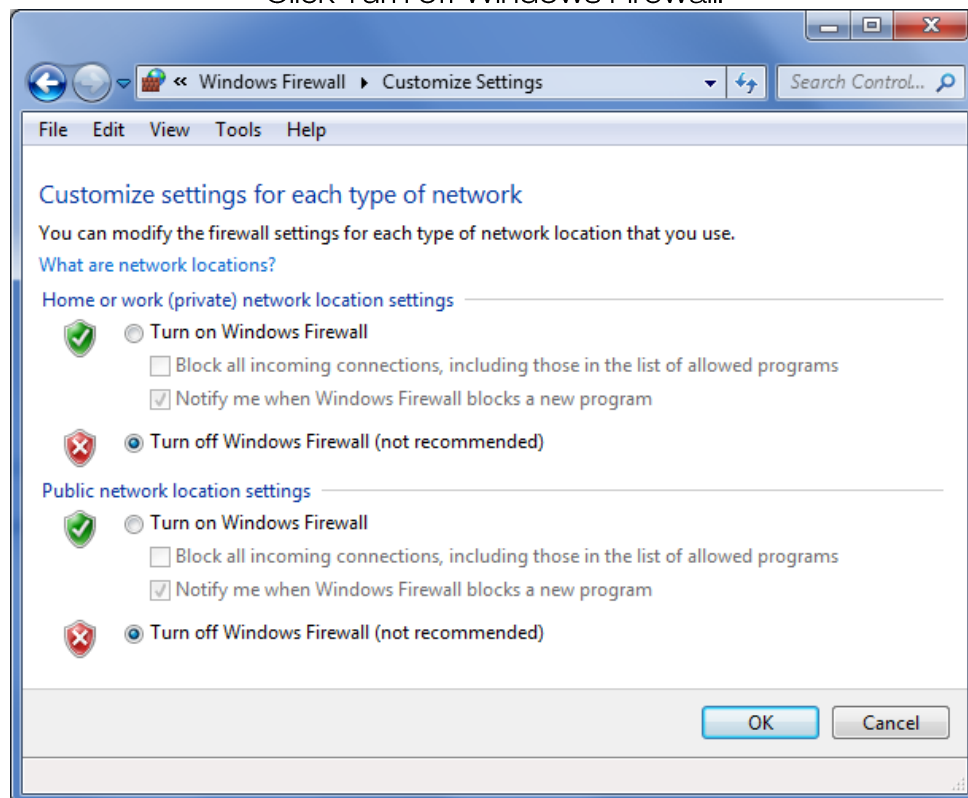 Click Turn off Windows Firewall.
« Windows Firewall ▸ Customize Settings
Search Control...
File Edit View Tools Help
Customize settings for each type of network
You can modify the firewall settings for each type of network location that you use.
What are network locations?
Home or work (private) network location settings
Turn on Windows Firewall
Block all incoming connections, including those in the list of allowed programs
Notify me when Windows Firewall blocks a new program
Turn off Windows Firewall (not recommended)
Public network location settings
Turn on Windows Firewall
Block all incoming connections, including those in the list of allowed programs
Notify me when Windows Firewall blocks a new program
Turn off Windows Firewall (not recommended)
OK Cancel